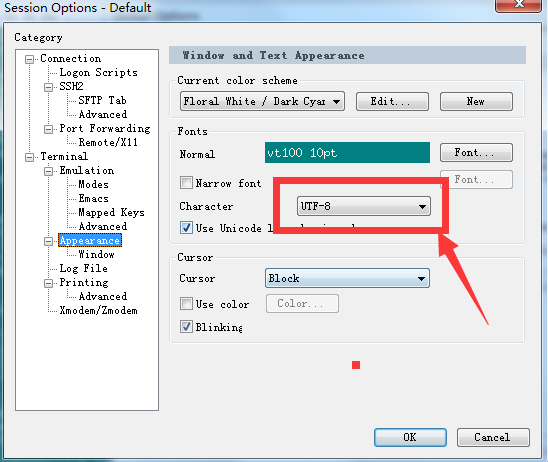 Session Options - Default
Category
Connection
Logon Scripts
SSH2
SFTP Tab
Advanced
Port Forwarding
Remote/X11
Terminal
Emulation
Modes
Emacs
Mapped Keys
Advanced
Appearance
Window
Log File
Printing
Advanced
Xmodem/Zmodem
Window and Text Appearance
Current color scheme
Floral White / Dark Cyan
Edit...
New
Fonts
Normal
vt100 10pt
Font...
Narrow font
Font...
Character
UTF-8
Use Unicode
Cursor
Cursor
Block
Use color
Color...
Blinking
OK
Cancel